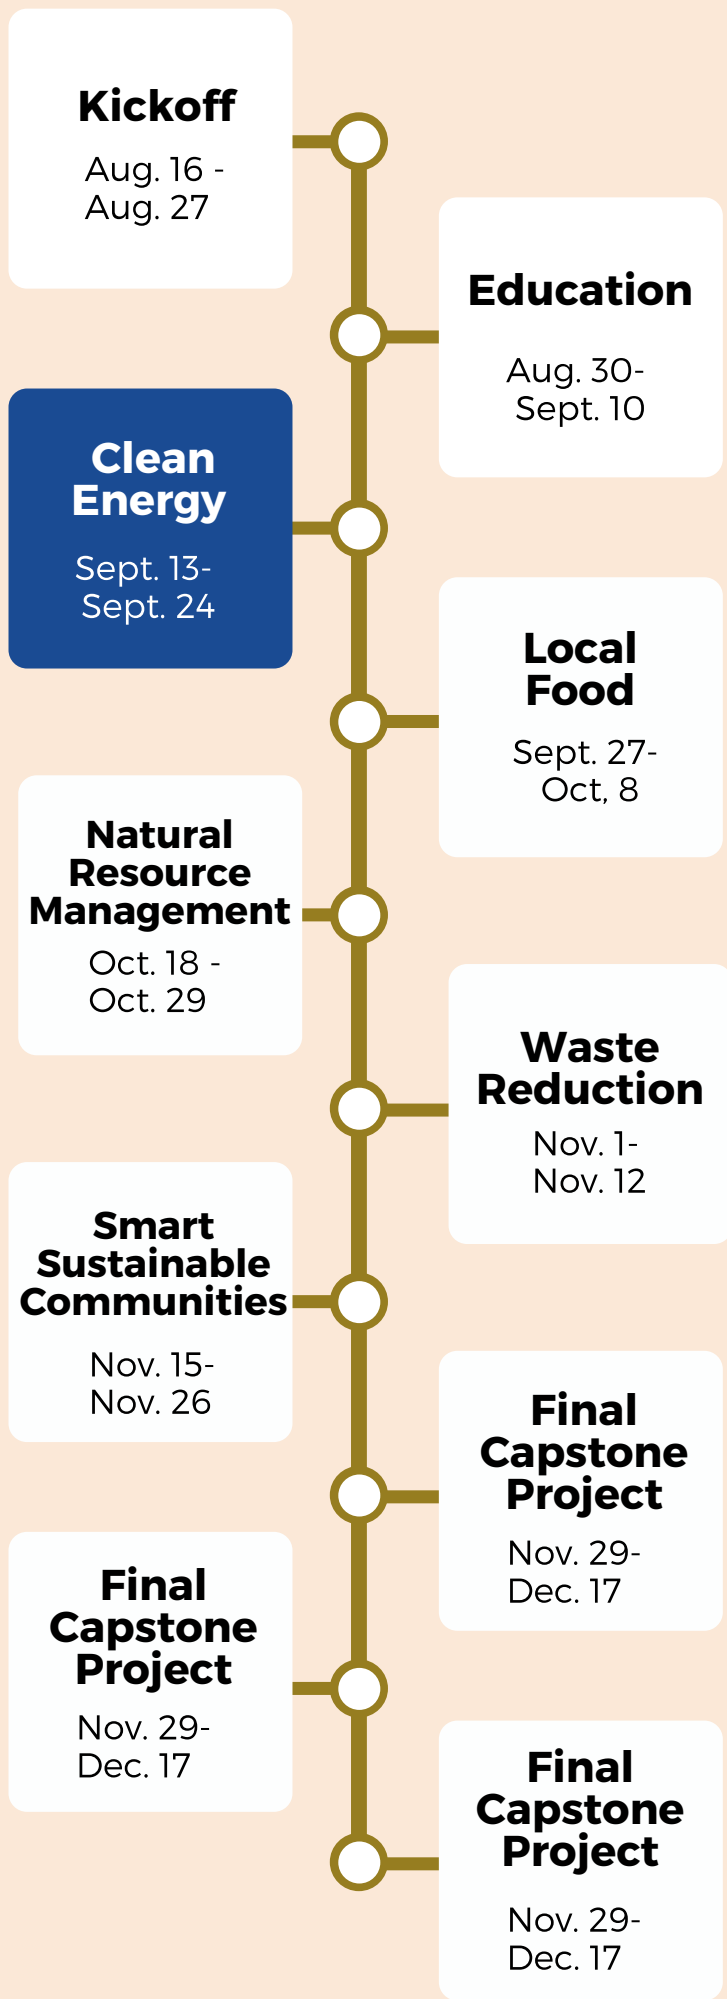 Kickoff
Aug. 16 -
Aug. 27
Education
Aug. 30-
Sept. 10
Clean
Energy
Sept. 13-
Sept. 24
Local
Food
Sept. 27-
Oct, 8
Natural
Resource
Management
Oct. 18 -
Oct. 29
Waste
Reduction
Nov. 1-
Nov. 12
Smart
Sustainable
Communities
Nov. 15-
Nov. 26
Final
Capstone
Project
Nov. 29-
Dec. 17
Final
Capstone
Project
Nov. 29-
Dec. 17
Final
Capstone
Project
Nov. 29-
Dec. 17